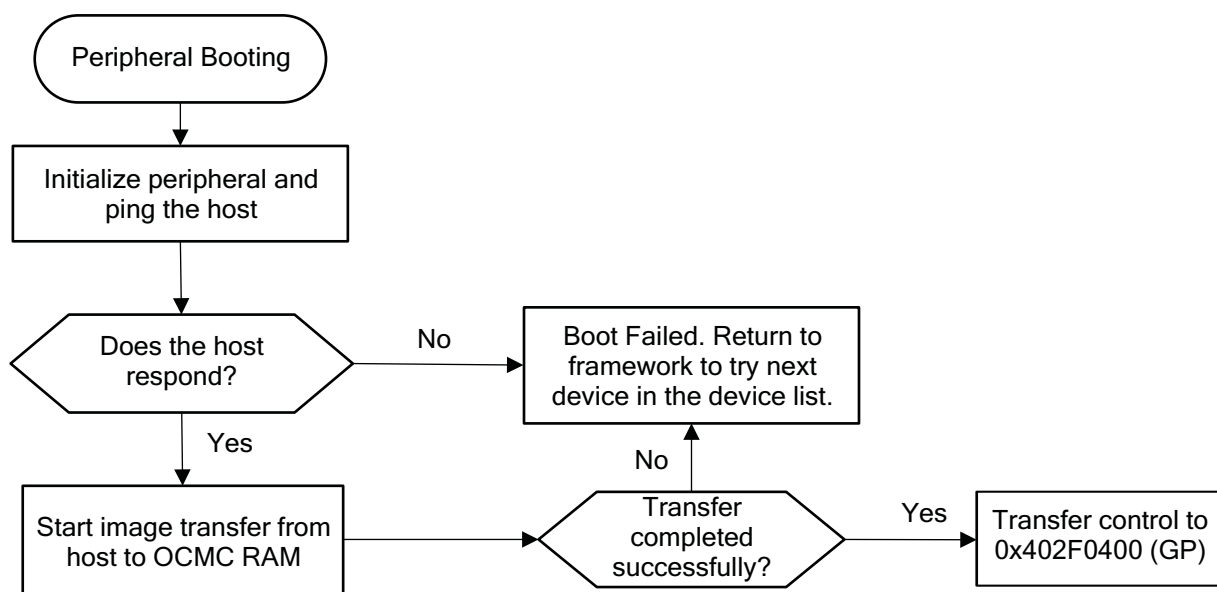 Peripheral Booting
Initialize peripheral and
ping the host
Does the host
respond?
No
Boot Failed. Return to
framework to try next
device in the device list.
Yes
No
Start image transfer from
host to OCMC RAM
Transfer
completed
successfully?
Yes
Transfer control to
0x402F0400 (GP)